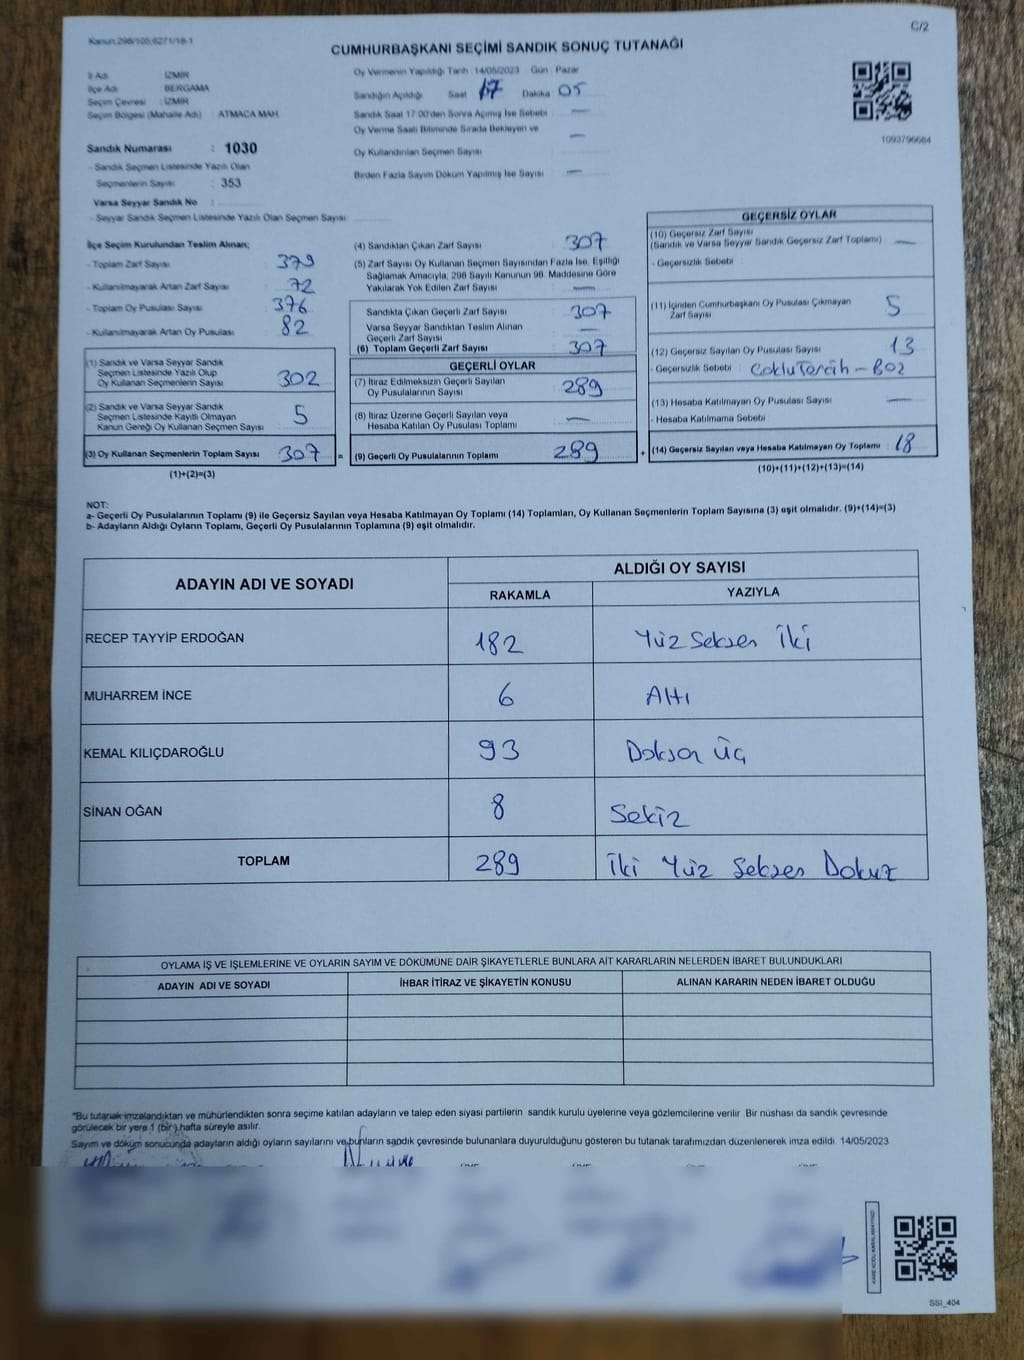 C/2
Kanun:298/105;6271/18-1
CUMHURBAŞKANI SEÇİMİ SANDIK SONUÇ TUTANAĞI
İl Adı : İZMİR
İlçe Adı : BERGAMA
Seçim Çevresi : İZMİR
Seçim Bölgesi (Mahalle Adı) : ATMACA MAH.
Oy Vermenin Yapıldığı Tarih : 14/05/2023 Gün : Pazar
Sandığın Açıldığı Saat 17 Dakika 05
Sandık Saat 17:00'den Sonra Açılmış İse Sebebi —
Oy Verme Saati Bitiminde Sırada Bekleyen ve
Oy Kullandırılan Seçmen Sayısı —
Birden Fazla Sayım Döküm Yapılmış İse Sayısı —
1093796684
Sandık Numarası : 1030
- Sandık Seçmen Listesinde Yazılı Olan
Seçmenlerin Sayısı : 353
Varsa Seyyar Sandık No :
- Seyyar Sandık Seçmen Listesinde Yazılı Olan Seçmen Sayısı
İlçe Seçim Kurulundan Teslim Alınan;
- Toplam Zarf Sayısı 379
- Kullanılmayarak Artan Zarf Sayısı 72
- Toplam Oy Pusulası Sayısı 376
- Kullanılmayarak Artan Oy Pusulası 82
(1) Sandık ve Varsa Seyyar Sandık
Seçmen Listesinde Yazılı Olup
Oy Kullanan Seçmenlerin Sayısı 302
(2) Sandık ve Varsa Seyyar Sandık
Seçmen Listesinde Kayıtlı Olmayan
Kanun Gereği Oy Kullanan Seçmen Sayısı 5
(3) Oy Kullanan Seçmenlerin Toplam Sayısı 307 =
(1)+(2)=(3)
(4) Sandıktan Çıkan Zarf Sayısı 307
(5) Zarf Sayısı Oy Kullanan Seçmen Sayısından Fazla İse, Eşitliği
Sağlamak Amacıyla, 298 Sayılı Kanunun 98. Maddesine Göre
Yakılarak Yok Edilen Zarf Sayısı —
Sandıkta Çıkan Geçerli Zarf Sayısı 307
Varsa Seyyar Sandıktan Teslim Alınan
Geçerli Zarf Sayısı —
(6) Toplam Geçerli Zarf Sayısı 307
GEÇERLİ OYLAR
(7) İtiraz Edilmeksizin Geçerli Sayılan
Oy Pusulalarının Sayısı 289
(8) İtiraz Üzerine Geçerli Sayılan veya
Hesaba Katılan Oy Pusulası Toplamı —
(9) Geçerli Oy Pusulalarının Toplamı 289 +
GEÇERSİZ OYLAR
(10) Geçersiz Zarf Sayısı
(Sandık ve Varsa Seyyar Sandık Geçersiz Zarf Toplamı) —
- Geçersizlik Sebebi :
(11) İçinden Cumhurbaşkanı Oy Pusulası Çıkmayan
Zarf Sayısı 5
(12) Geçersiz Sayılan Oy Pusulası Sayısı 13
- Geçersizlik Sebebi : Çoklu Tercih - Boz
(13) Hesaba Katılmayan Oy Pusulası Sayısı —
- Hesaba Katılmama Sebebi
(14) Geçersiz Sayılan veya Hesaba Katılmayan Oy Toplamı 18
(10)+(11)+(12)+(13)=(14)
NOT:
a- Geçerli Oy Pusulalarının Toplamı (9) ile Geçersiz Sayılan veya Hesaba Katılmayan Oy Toplamı (14) Toplamları, Oy Kullanan Seçmenlerin Toplam Sayısına (3) eşit olmalıdır. (9)+(14)=(3)
b- Adayların Aldığı Oyların Toplamı, Geçerli Oy Pusulalarının Toplamına (9) eşit olmalıdır.
ADAYIN ADI VE SOYADI
ALDIĞI OY SAYISI
RAKAMLA YAZIYLA
RECEP TAYYİP ERDOĞAN 182 Yüz Seksen İki
MUHARREM İNCE 6 Altı
KEMAL KILIÇDAROĞLU 93 Doksan Üç
SİNAN OĞAN 8 Sekiz
TOPLAM 289 İki Yüz Seksen Dokuz
OYLAMA İŞ VE İŞLEMLERİNE VE OYLARIN SAYIM VE DÖKÜMÜNE DAİR ŞİKAYETLERLE BUNLARA AİT KARARLARIN NELERDEN İBARET BULUNDUKLARI
ADAYIN ADI VE SOYADI İHBAR İTİRAZ VE ŞİKAYETİN KONUSU ALINAN KARARIN NEDEN İBARET OLDUĞU
*Bu tutanak imzalandıktan ve mühürlendikten sonra seçime katılan adayların ve talep eden siyasi partilerin sandık kurulu üyelerine veya gözlemcilerine verilir. Bir nüshası da sandık çevresinde
görülecek bir yere 1 (bir) hafta süreyle asılır.
Sayım ve döküm sonucunda adayların aldığı oyların sayılarını ve bunların sandık çevresinde bulunanlara duyurulduğunu gösteren bu tutanak tarafımızdan düzenlenerek imza edildi. 14/05/2023
SSI_404